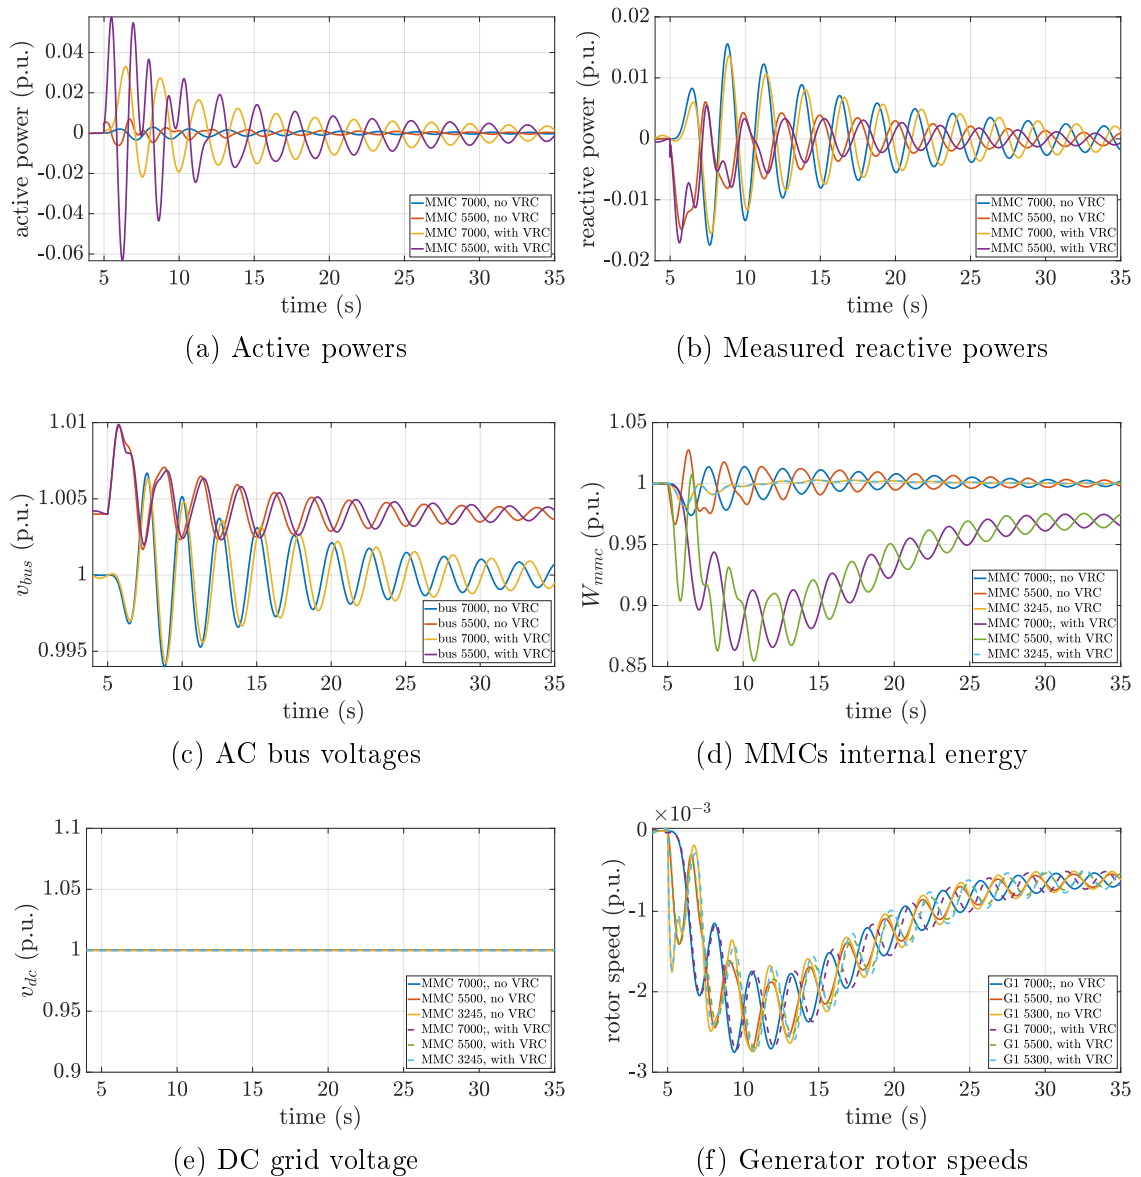 active power (p.u.)
0.04
0.02
0
-0.02
-0.04
-0.06
MMC 7000, no VRC
MMC 5500, no VRC
MMC 7000, with VRC
MMC 5500, with VRC
5 10 15 20 25 30 35
time (s)
(a) Active powers
reactive power (p.u.)
0.02
0.01
0
-0.01
-0.02
MMC 7000, no VRC
MMC 5500, no VRC
MMC 7000, with VRC
MMC 5500, with VRC
5 10 15 20 25 30 35
time (s)
(b) Measured reactive powers
v_bus (p.u.)
1.01
1.005
1
0.995
bus 7000, no VRC
bus 5500, no VRC
bus 7000, with VRC
bus 5500, with VRC
5 10 15 20 25 30 35
time (s)
(c) AC bus voltages
W_mmc (p.u.)
1.05
1
0.95
0.9
0.85
MMC 7000;, no VRC
MMC 5500, no VRC
MMC 3245, no VRC
MMC 7000;, with VRC
MMC 5500, with VRC
MMC 3245, with VRC
5 10 15 20 25 30 35
time (s)
(d) MMCs internal energy
v_dc (p.u.)
1.1
1.05
1
0.95
0.9
MMC 7000;, no VRC
MMC 5500, no VRC
MMC 3245, no VRC
MMC 7000;, with VRC
MMC 5500, with VRC
MMC 3245, with VRC
5 10 15 20 25 30 35
time (s)
(e) DC grid voltage
rotor speed (p.u.)
×10⁻³
0
-1
-2
-3
G1 7000;, no VRC
G1 5500, no VRC
G1 5300, no VRC
G1 7000;, with VRC
G1 5500, with VRC
G1 5300, with VRC
5 10 15 20 25 30 35
time (s)
(f) Generator rotor speeds